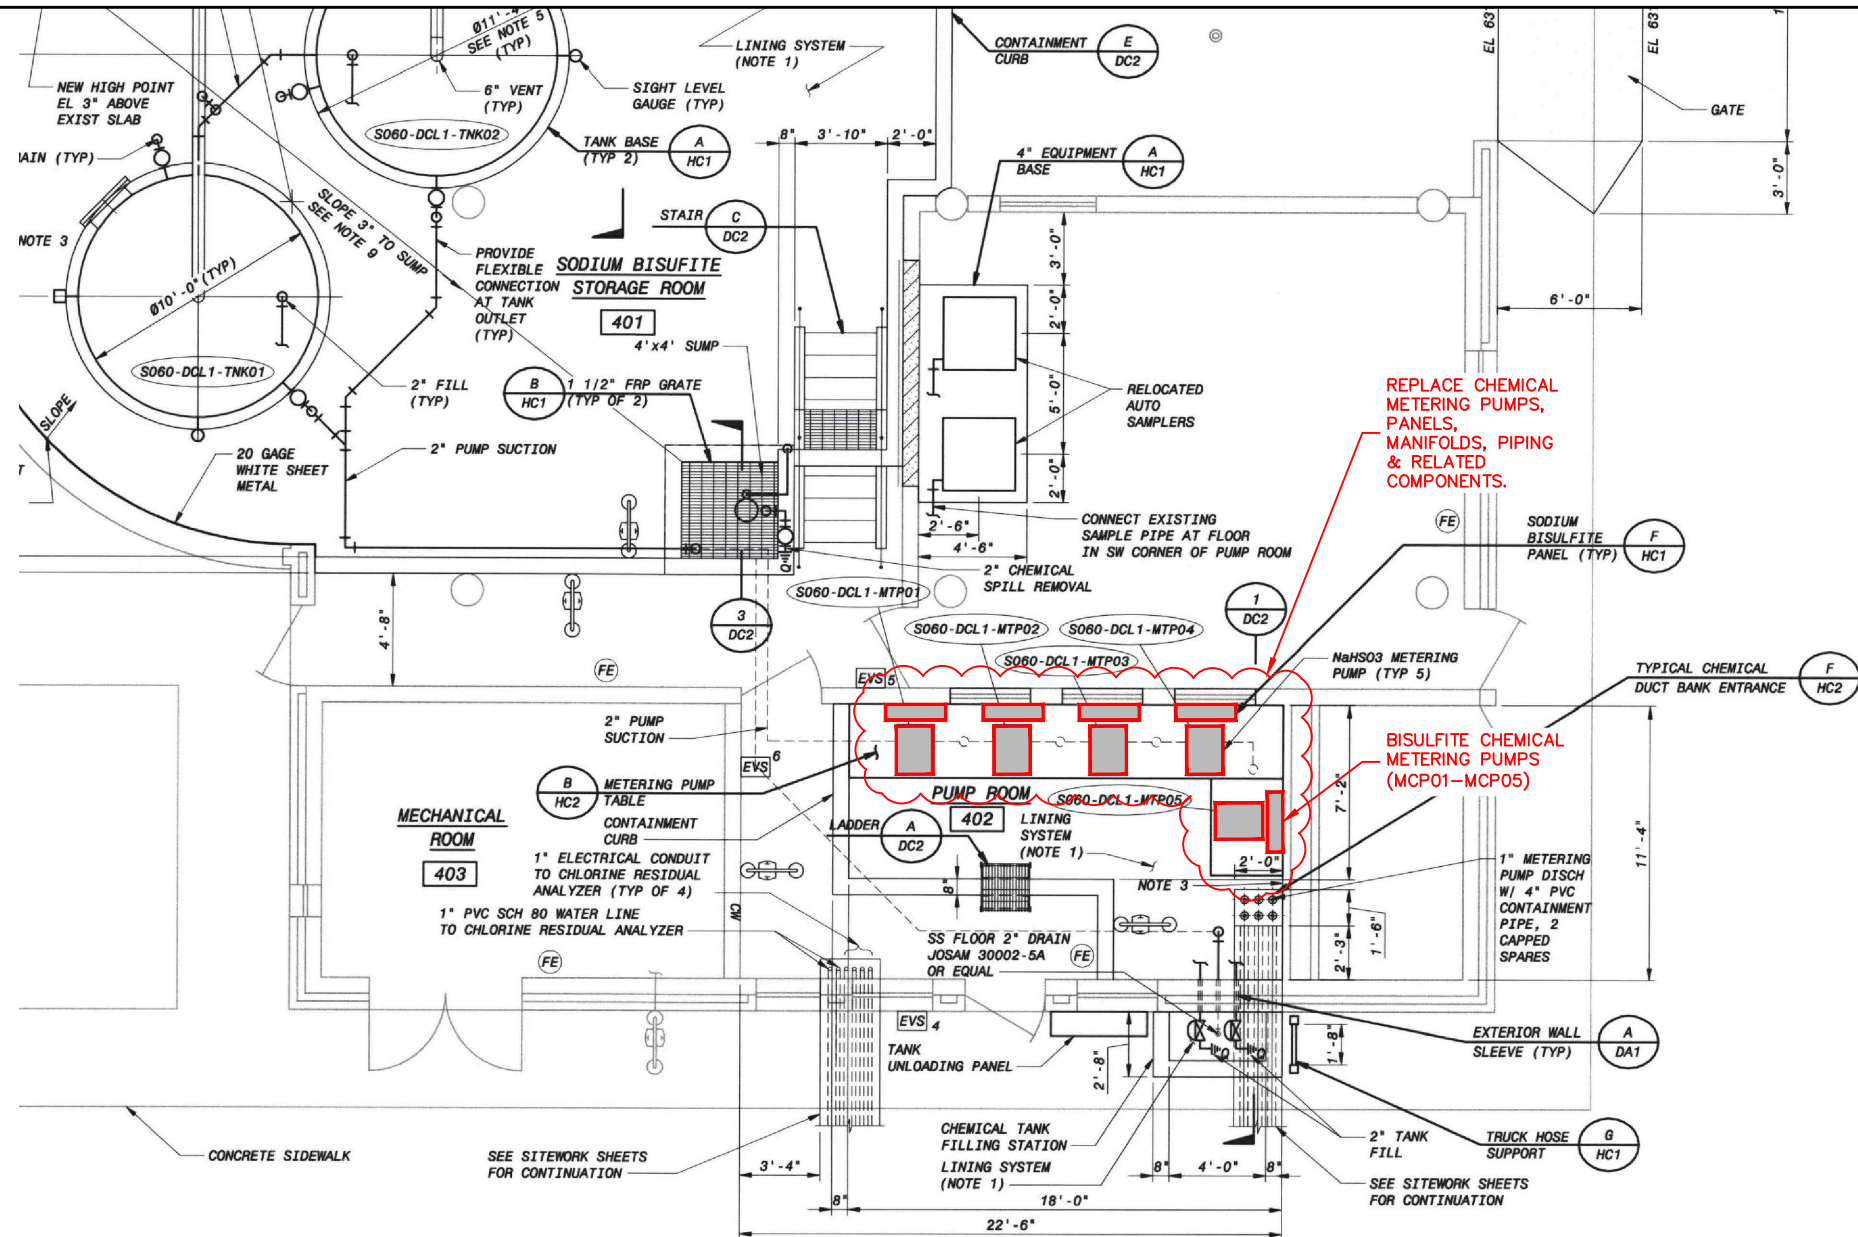 Ø11'-4"
SEE NOTE 5
(TYP)
LINING SYSTEM
(NOTE 1)
CONTAINMENT
CURB
E
DC2
EL 63
EL 63
GATE
NEW HIGH POINT
EL 3" ABOVE
EXIST SLAB
6" VENT
(TYP)
SIGHT LEVEL
GAUGE (TYP)
S060-DCL1-TNK02
TANK BASE
(TYP 2)
A
HC1
8"
3'-10"
2'-0"
4" EQUIPMENT
BASE
A
HC1
3'-0"
AIN (TYP)
SLOPE 3" TO SUMP
SEE NOTE 9
STAIR
C
DC2
NOTE 3
Ø10'-0" (TYP)
PROVIDE
FLEXIBLE
CONNECTION
AT TANK
OUTLET
(TYP)
SODIUM BISUFITE
STORAGE ROOM
401
3'-0"
2'-0"
5'-0"
2'-0"
6'-0"
4'x4' SUMP
S060-DCL1-TNK01
2" FILL
(TYP)
B
HC1
1 1/2" FRP GRATE
(TYP OF 2)
RELOCATED
AUTO
SAMPLERS
REPLACE CHEMICAL
METERING PUMPS,
PANELS,
MANIFOLDS, PIPING
& RELATED
COMPONENTS.
SLOPE
20 GAGE
WHITE SHEET
METAL
2" PUMP SUCTION
2'-6"
4'-6"
CONNECT EXISTING
SAMPLE PIPE AT FLOOR
IN SW CORNER OF PUMP ROOM
FE
SODIUM
BISULFITE
PANEL (TYP)
F
HC1
2" CHEMICAL
SPILL REMOVAL
S060-DCL1-MTP01
4'-8"
3
DC2
1
DC2
S060-DCL1-MTP02
S060-DCL1-MTP04
S060-DCL1-MTP03
NaHSO3 METERING
PUMP (TYP 5)
FE
EVS 5
TYPICAL CHEMICAL
DUCT BANK ENTRANCE
F
HC2
2" PUMP
SUCTION
EVS 6
BISULFITE CHEMICAL
METERING PUMPS
(MCP01-MCP05)
7'-2"
11'-4"
B
HC2
METERING PUMP
TABLE
PUMP ROOM
402
S060-DCL1-MTP05
MECHANICAL
ROOM
403
CONTAINMENT
CURB
LADDER
A
DC2
LINING
SYSTEM
(NOTE 1)
1" ELECTRICAL CONDUIT
TO CHLORINE RESIDUAL
ANALYZER (TYP OF 4)
8"
NOTE 3
2'-0"
1" METERING
PUMP DISCH
W/ 4" PVC
CONTAINMENT
PIPE, 2
CAPPED
SPARES
1" PVC SCH 80 WATER LINE
TO CHLORINE RESIDUAL ANALYZER
CW
1'-6"
2'-3"
SS FLOOR 2" DRAIN
JOSAM 30002-5A
OR EQUAL
FE
FE
EVS 4
TANK
UNLOADING PANEL
2'-8"
1'-8"
EXTERIOR WALL
SLEEVE (TYP)
A
DA1
CONCRETE SIDEWALK
SEE SITEWORK SHEETS
FOR CONTINUATION
CHEMICAL TANK
FILLING STATION
LINING SYSTEM
(NOTE 1)
2" TANK
FILL
TRUCK HOSE
SUPPORT
G
HC1
3'-4"
8"
4'-0"
8"
SEE SITEWORK SHEETS
FOR CONTINUATION
8"
18'-0"
22'-6"